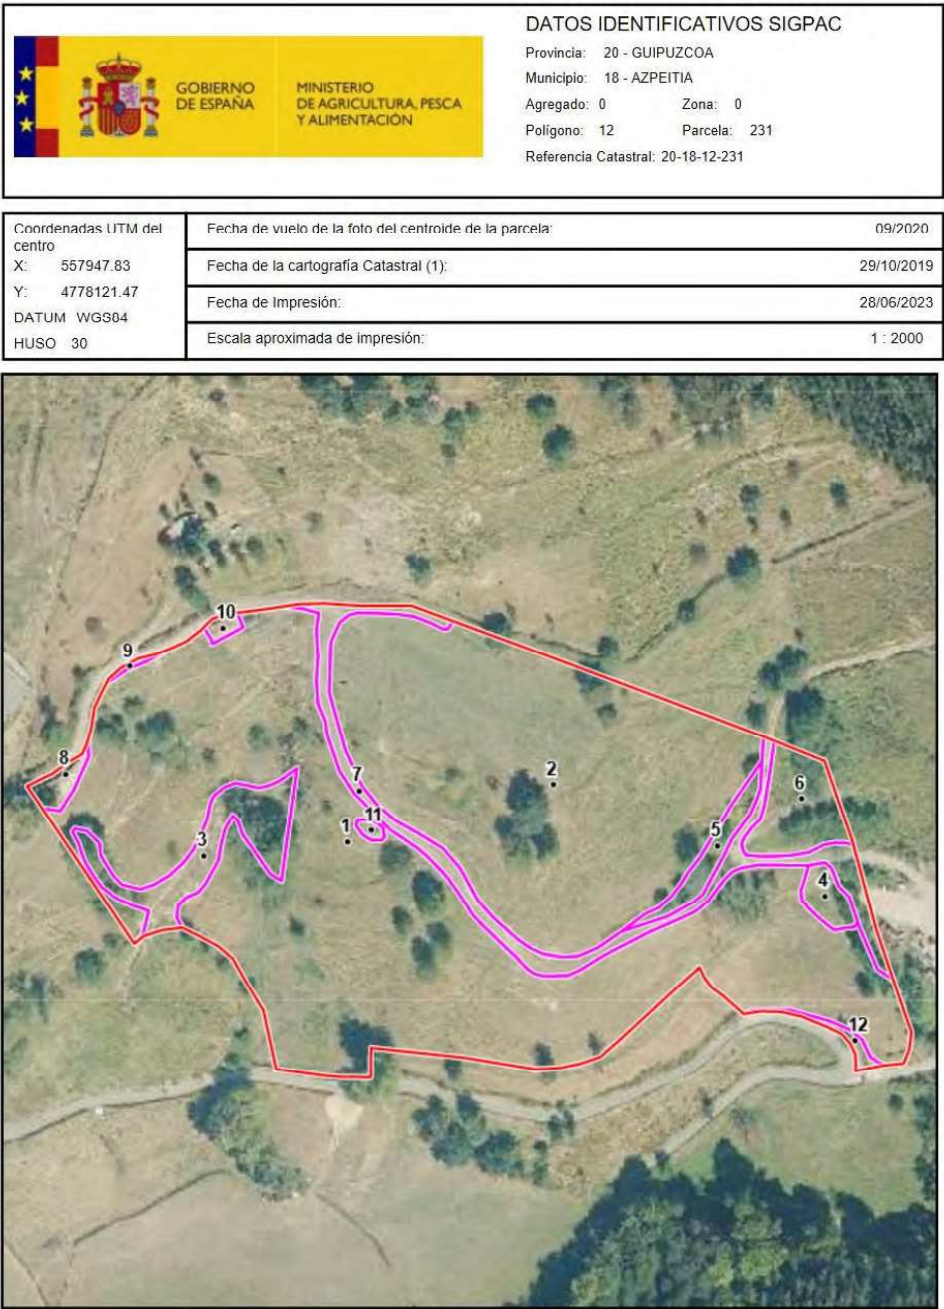 GOBIERNO
DE ESPAÑA
MINISTERIO
DE AGRICULTURA, PESCA
Y ALIMENTACIÓN
DATOS IDENTIFICATIVOS SIGPAC
Provincia: 20 - GUIPUZCOA
Municipio: 18 - AZPEITIA
Agregado: 0 Zona: 0
Polígono: 12 Parcela: 231
Referencia Catastral: 20-18-12-231
Coordenadas UTM del
centro
X: 557947.83
Y: 4778121.47
DATUM WGS84
HUSO 30
Fecha de vuelo de la foto del centroide de la parcela: 09/2020
Fecha de la cartografía Catastral (1): 29/10/2019
Fecha de Impresión: 28/06/2023
Escala aproximada de impresión: 1 : 2000
10
9
8
7
2
6
11
1
5
3
4
12